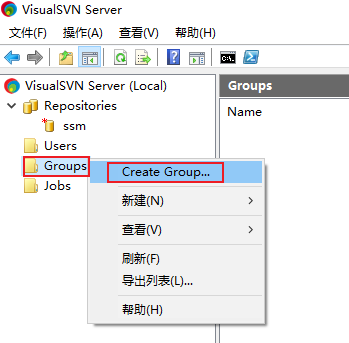 VisualSVN Server
文件(F) 操作(A) 查看(V) 帮助(H)
VisualSVN Server (Local)
Repositories
ssm
Users
Groups
Jobs
Groups
Name
Create Group...
新建(N)
查看(V)
刷新(F)
导出列表(L)...
帮助(H)